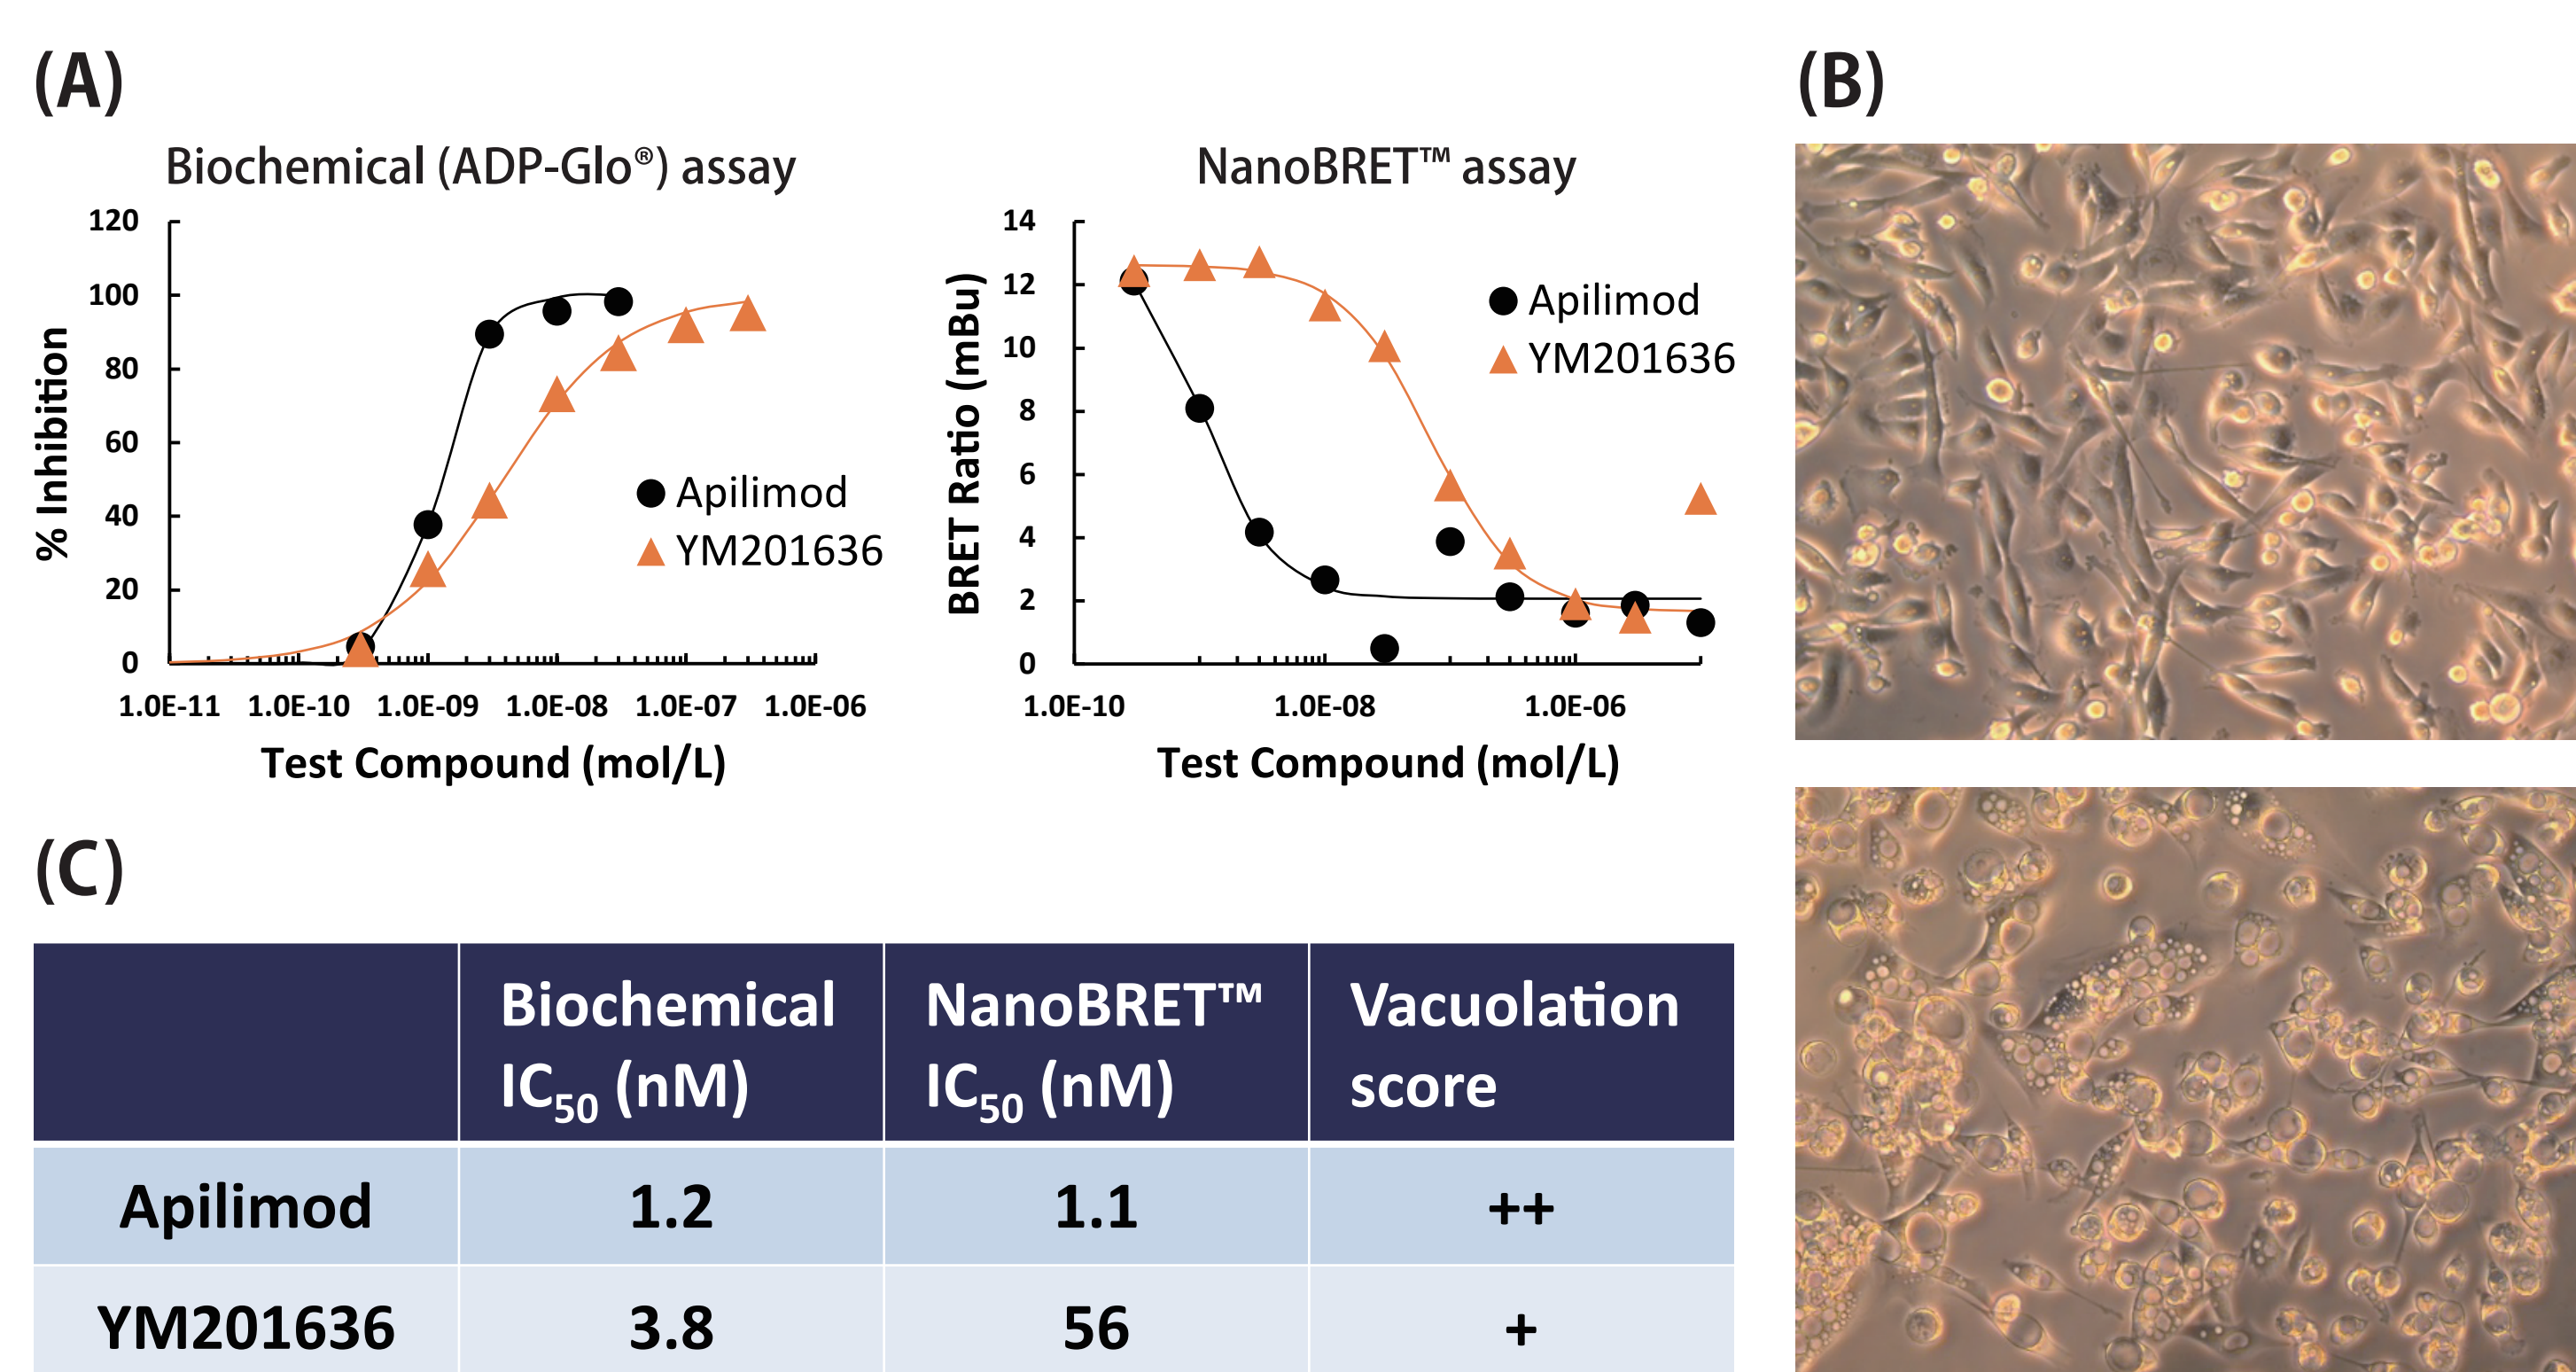 (A)
Biochemical (ADP-Glo®) assay
% Inhibition
120
100
80
60
40
20
0
Apilimod
YM201636
1.0E-11 1.0E-10 1.0E-09 1.0E-08 1.0E-07 1.0E-06
Test Compound (mol/L)
NanoBRET™ assay
BRET Ratio (mBu)
14
12
10
8
6
4
2
0
Apilimod
YM201636
1.0E-10 1.0E-08 1.0E-06
Test Compound (mol/L)
(B)
(C)
Biochemical IC50 (nM)
NanoBRET™ IC50 (nM)
Vacuolation score
Apilimod 1.2 1.1 ++
YM201636 3.8 56 +